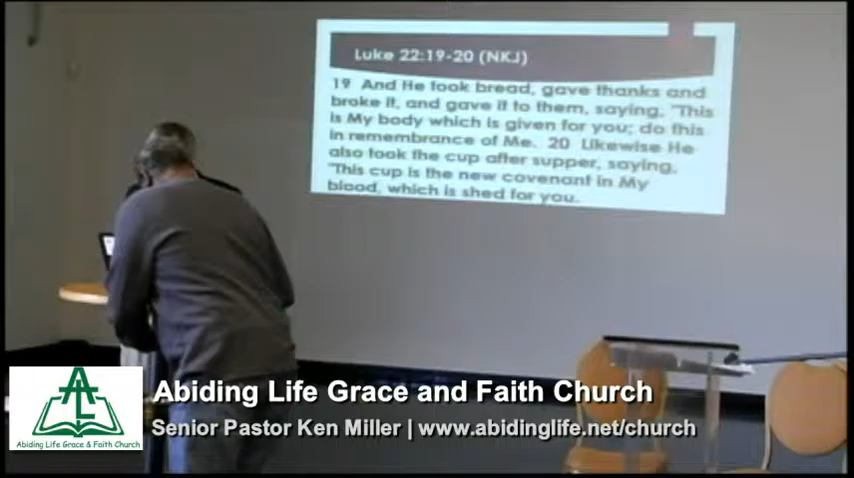 Luke 22:19-20 (NKJ)
19 And He took bread, gave thanks and
broke it, and gave it to them, saying, "This
is My body which is given for you; do this
in remembrance of Me. 20 Likewise He
also took the cup after supper, saying,
"This cup is the new covenant in My
blood, which is shed for you.
AL
Abiding Life Grace & Faith Church
Abiding Life Grace and Faith Church
Senior Pastor Ken Miller | www.abidinglife.net/church